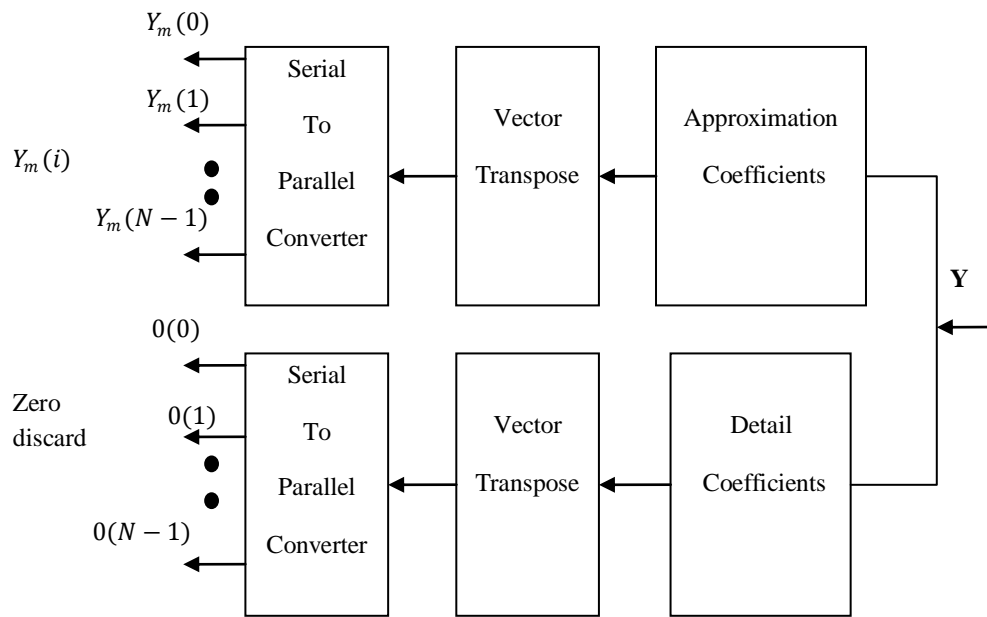 Y_m(0)
Serial
To
Parallel
Converter
Vector
Transpose
Approximation
Coefficients
Y_m(1)
Y_m(i)
Y_m(N − 1)
Y
0(0)
Serial
To
Parallel
Converter
Vector
Transpose
Detail
Coefficients
Zero
discard
0(1)
0(N − 1)